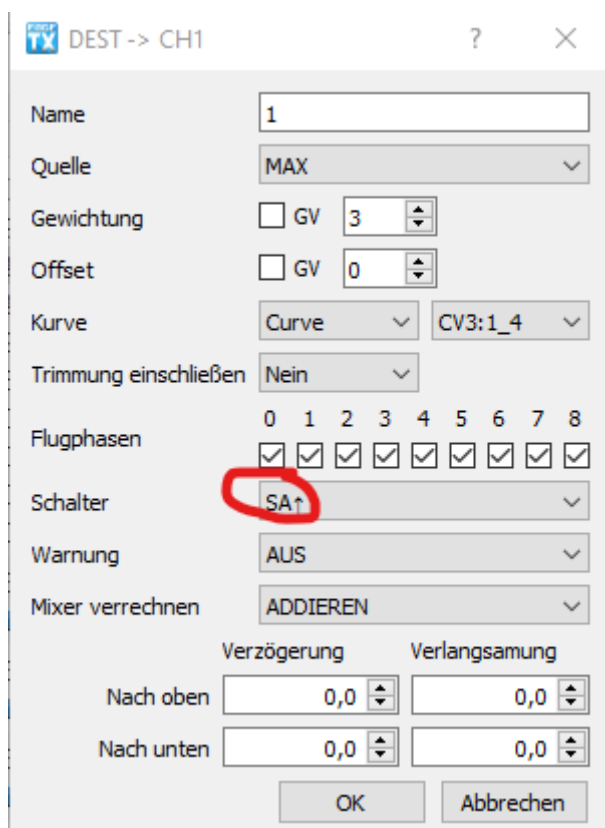 TX DEST -> CH1 ? ×
Name 1
Quelle MAX
Gewichtung GV 3
Offset GV 0
Kurve Curve CV3:1_4
Trimmung einschließen Nein
0 1 2 3 4 5 6 7 8
Flugphasen
Schalter SA↑
Warnung AUS
Mixer verrechnen ADDIEREN
Verzögerung Verlangsamung
Nach oben 0,0 0,0
Nach unten 0,0 0,0
OK Abbrechen